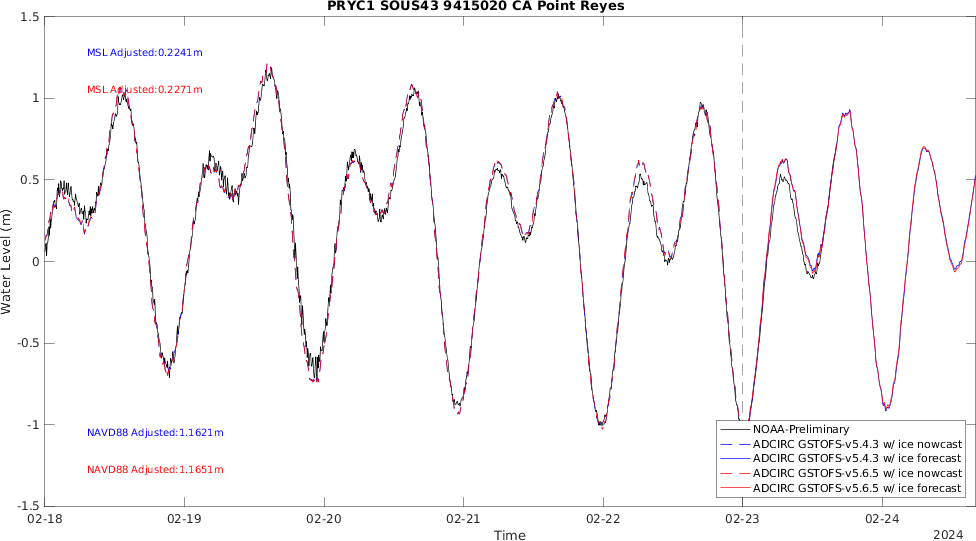 PRYC1 SOUS43 9415020 CA Point Reyes
1.5
MSL Adjusted:0.2241m
MSL Adjusted:0.2271m
1
0.5
0
-0.5
-1
-1.5
Water Level (m)
NAVD88 Adjusted:1.1621m
NAVD88 Adjusted:1.1651m
NOAA-Preliminary
ADCIRC GSTOFS-v5.4.3 w/ ice nowcast
ADCIRC GSTOFS-v5.4.3 w/ ice forecast
ADCIRC GSTOFS-v5.6.5 w/ ice nowcast
ADCIRC GSTOFS-v5.6.5 w/ ice forecast
02-18 02-19 02-20 02-21 02-22 02-23 02-24
Time
2024